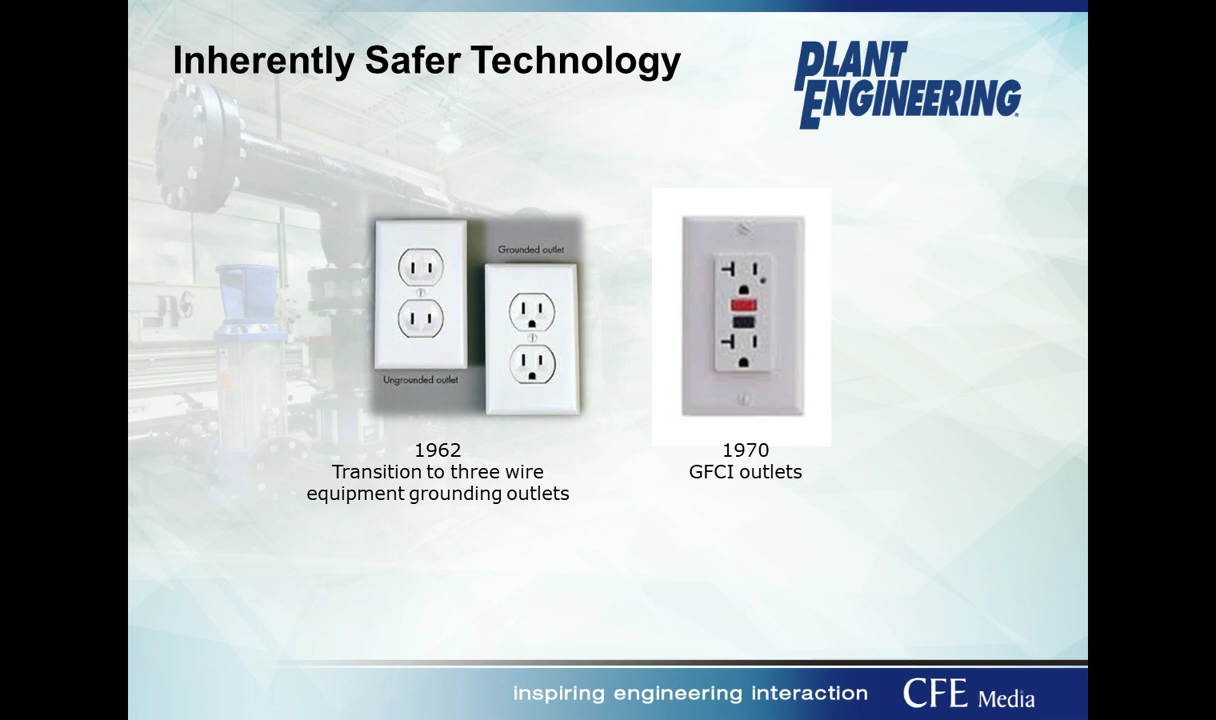 Inherently Safer Technology
PLANT
ENGINEERING
Grounded outlet
Ungrounded outlet
1962
Transition to three wire
equipment grounding outlets
1970
GFCI outlets
inspiring engineering interaction
CFE Media